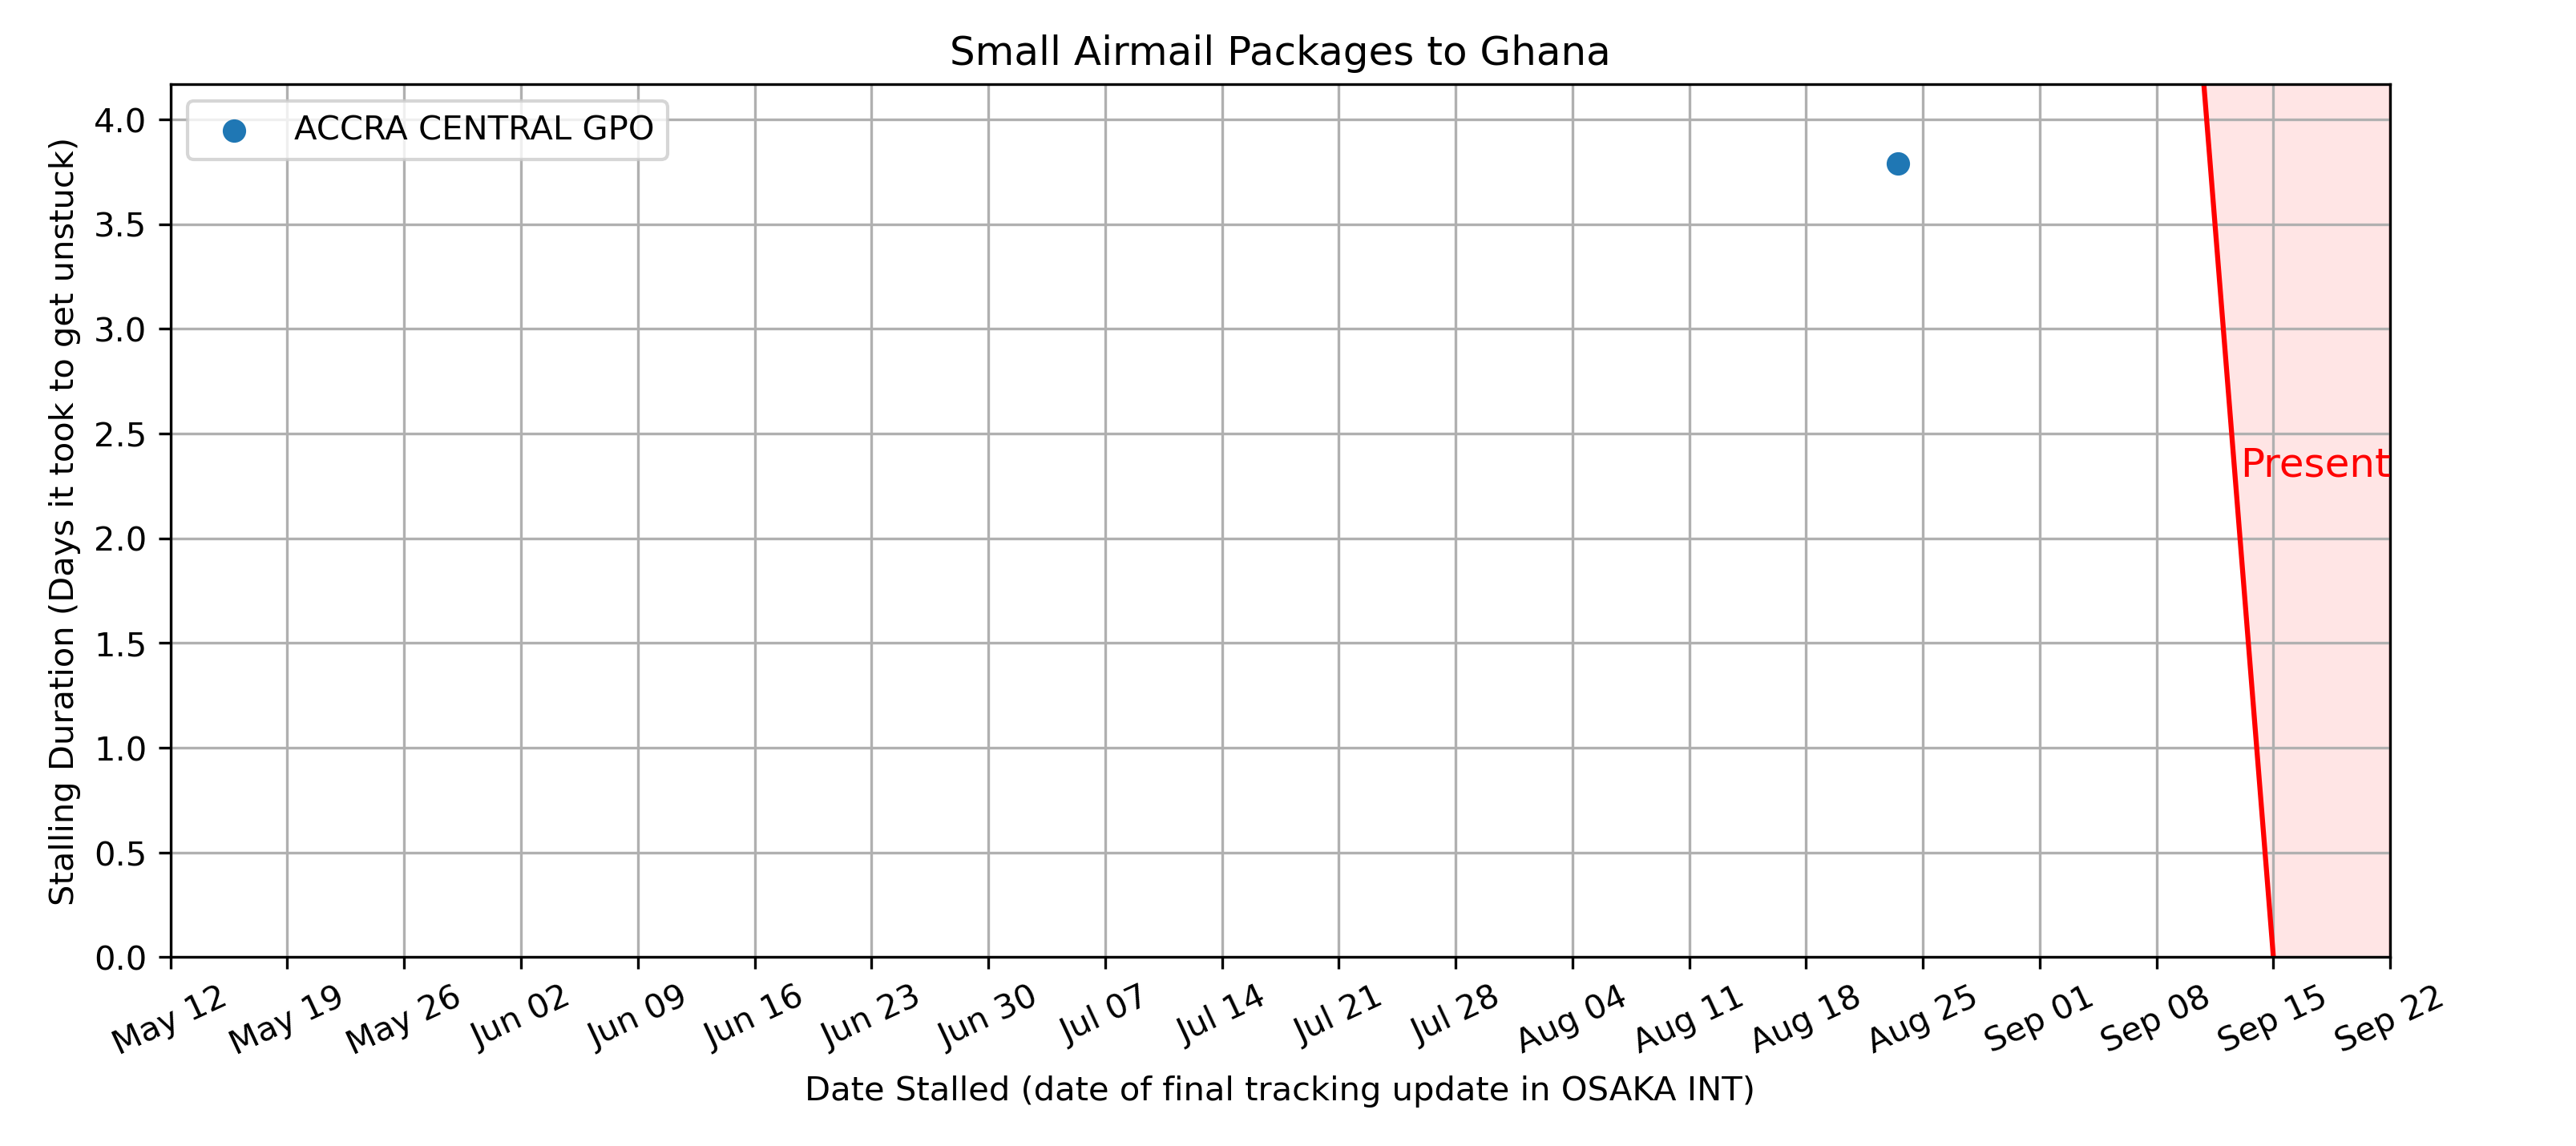 Small Airmail Packages to Ghana
ACCRA CENTRAL GPO
Stalling Duration (Days it took to get unstuck)
4.0
3.5
3.0
2.5
2.0
1.5
1.0
0.5
0.0
Present
May 12 May 19 May 26 Jun 02 Jun 09 Jun 16 Jun 23 Jun 30 Jul 07 Jul 14 Jul 21 Jul 28 Aug 04 Aug 11 Aug 18 Aug 25 Sep 01 Sep 08 Sep 15 Sep 22
Date Stalled (date of final tracking update in OSAKA INT)